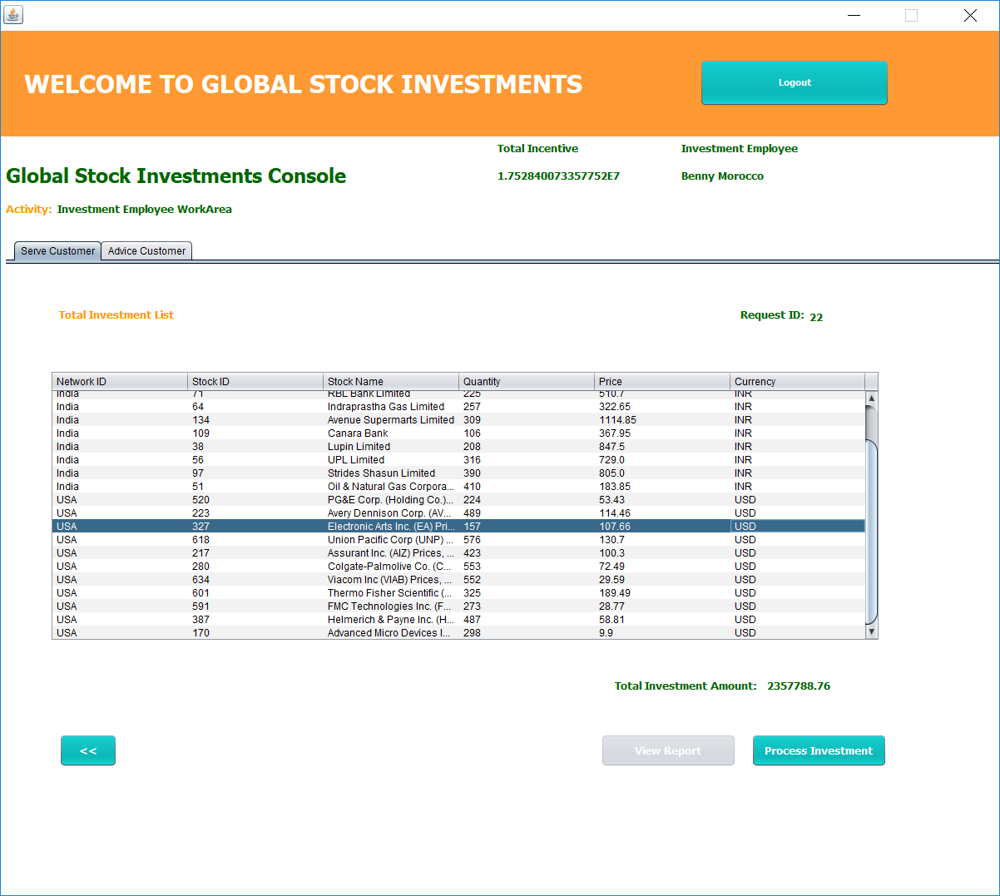 WELCOME TO GLOBAL STOCK INVESTMENTS
Logout
Total Incentive Investment Employee
Global Stock Investments Console 1.752840073357752E7 Benny Morocco
Activity: Investment Employee WorkArea
Serve Customer Advice Customer
Total Investment List Request ID: 22
Network ID Stock ID Stock Name Quantity Price Currency
India 71 RBL Bank Limited 225 510.7 INR
India 64 Indraprastha Gas Limited 257 322.65 INR
India 134 Avenue Supermarts Limited 309 1114.85 INR
India 109 Canara Bank 106 367.95 INR
India 38 Lupin Limited 208 847.5 INR
India 56 UPL Limited 316 729.0 INR
India 97 Strides Shasun Limited 390 805.0 INR
India 51 Oil & Natural Gas Corpora... 410 183.85 INR
USA 520 PG&E Corp. (Holding Co.)... 224 53.43 USD
USA 223 Avery Dennison Corp. (AV... 489 114.46 USD
USA 327 Electronic Arts Inc. (EA) Pri... 157 107.66 USD
USA 618 Union Pacific Corp (UNP) ... 576 130.7 USD
USA 217 Assurant Inc. (AIZ) Prices, ... 423 100.3 USD
USA 280 Colgate-Palmolive Co. (C... 553 72.49 USD
USA 634 Viacom Inc (VIAB) Prices, ... 552 29.59 USD
USA 601 Thermo Fisher Scientific (... 325 189.49 USD
USA 591 FMC Technologies Inc. (F... 273 28.77 USD
USA 387 Helmerich & Payne Inc. (H... 487 58.81 USD
USA 170 Advanced Micro Devices I... 298 9.9 USD
Total Investment Amount: 2357788.76
<< View Report Process Investment